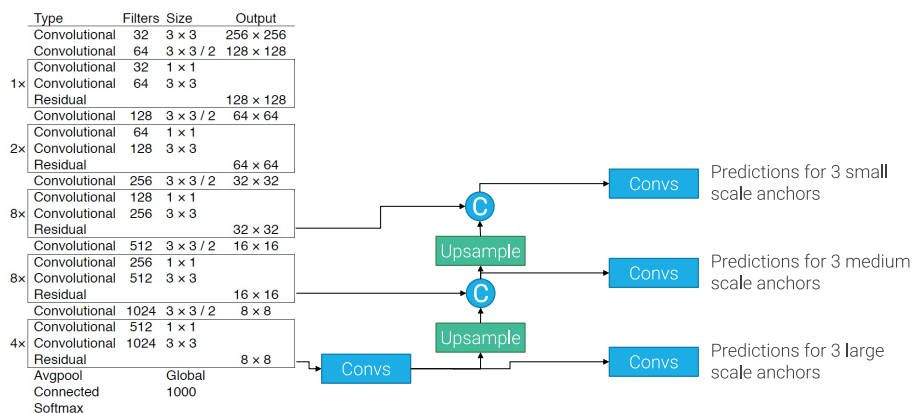 Type Filters Size Output
Convolutional 32 3 × 3 256 × 256
Convolutional 64 3 × 3 / 2 128 × 128
Convolutional 32 1 × 1
1× Convolutional 64 3 × 3
Residual 128 × 128
Convolutional 128 3 × 3 / 2 64 × 64
Convolutional 64 1 × 1
2× Convolutional 128 3 × 3
Residual 64 × 64
Convolutional 256 3 × 3 / 2 32 × 32
Convolutional 128 1 × 1
8× Convolutional 256 3 × 3
Residual 32 × 32
Convolutional 512 3 × 3 / 2 16 × 16
Convolutional 256 1 × 1
8× Convolutional 512 3 × 3
Residual 16 × 16
Convolutional 1024 3 × 3 / 2 8 × 8
Convolutional 512 1 × 1
4× Convolutional 1024 3 × 3
Residual 8 × 8
Avgpool Global
Connected 1000
Softmax
Convs
Predictions for 3 small
scale anchors
C
Upsample
Convs
Predictions for 3 medium
scale anchors
C
Upsample
Convs
Convs
Predictions for 3 large
scale anchors